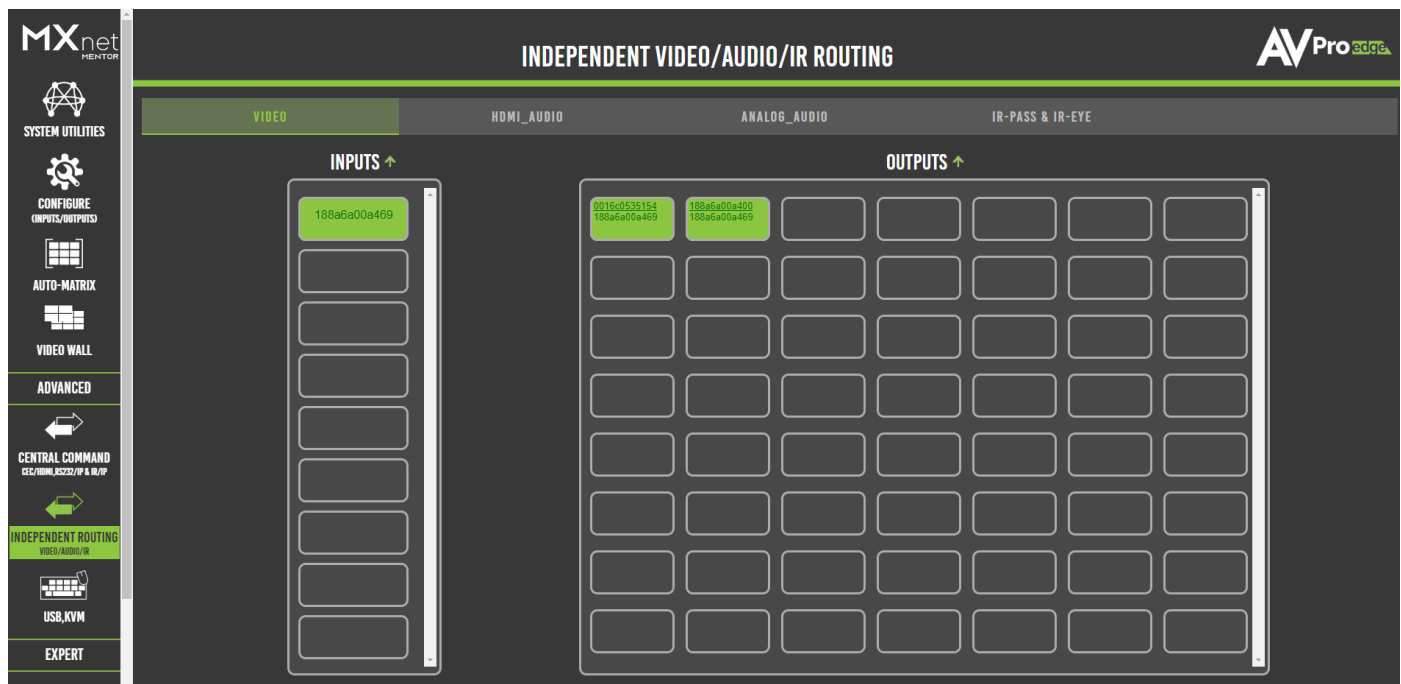 MXnet
MENTOR
SYSTEM UTILITIES
CONFIGURE
(INPUTS/OUTPUTS)
AUTO-MATRIX
VIDEO WALL
ADVANCED
CENTRAL COMMAND
CEC/HDMI,RS232/IP & IR/IP
INDEPENDENT ROUTING
VIDEO/AUDIO/IR
USB,KVM
EXPERT
INDEPENDENT VIDEO/AUDIO/IR ROUTING
AVPro edge
VIDEO
HDMI_AUDIO
ANALOG_AUDIO
IR-PASS & IR-EYE
INPUTS
188a6a00a469
OUTPUTS
0016c0535154
188a6a00a469
188a6a00a400
188a6a00a469